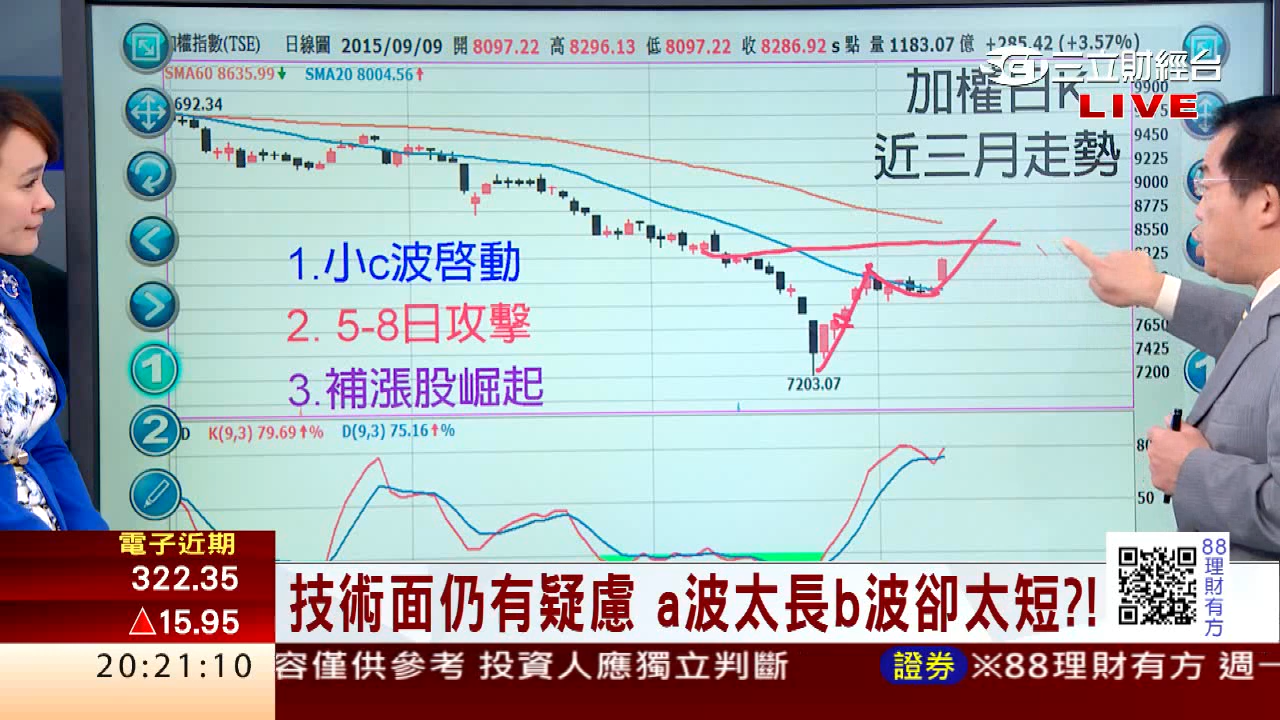 加權指數(TSE) 日線圖 2015/09/09 開 8097.22 高 8296.13 低 8097.22 收 8286.92 s 點 量 1183.07 億 +285.42 (+3.57%)
SMA60 8635.99↓ SMA20 8004.56↑
三立財經台
LIVE
692.34
加權日K
近三月走勢
9900
9450
9225
9000
8775
8550
8325
7650
7425
7200
1.小c波啓動
2. 5-8日攻擊
3.補漲股崛起
7203.07
1
2
D K(9,3) 79.69↑% D(9,3) 75.16↑%
80
50
電子近期
322.35
△15.95
技術面仍有疑慮 a波太長b波卻太短?!
88理財有方
20:21:10
容僅供參考 投資人應獨立判斷 證券 ※88理財有方 週一